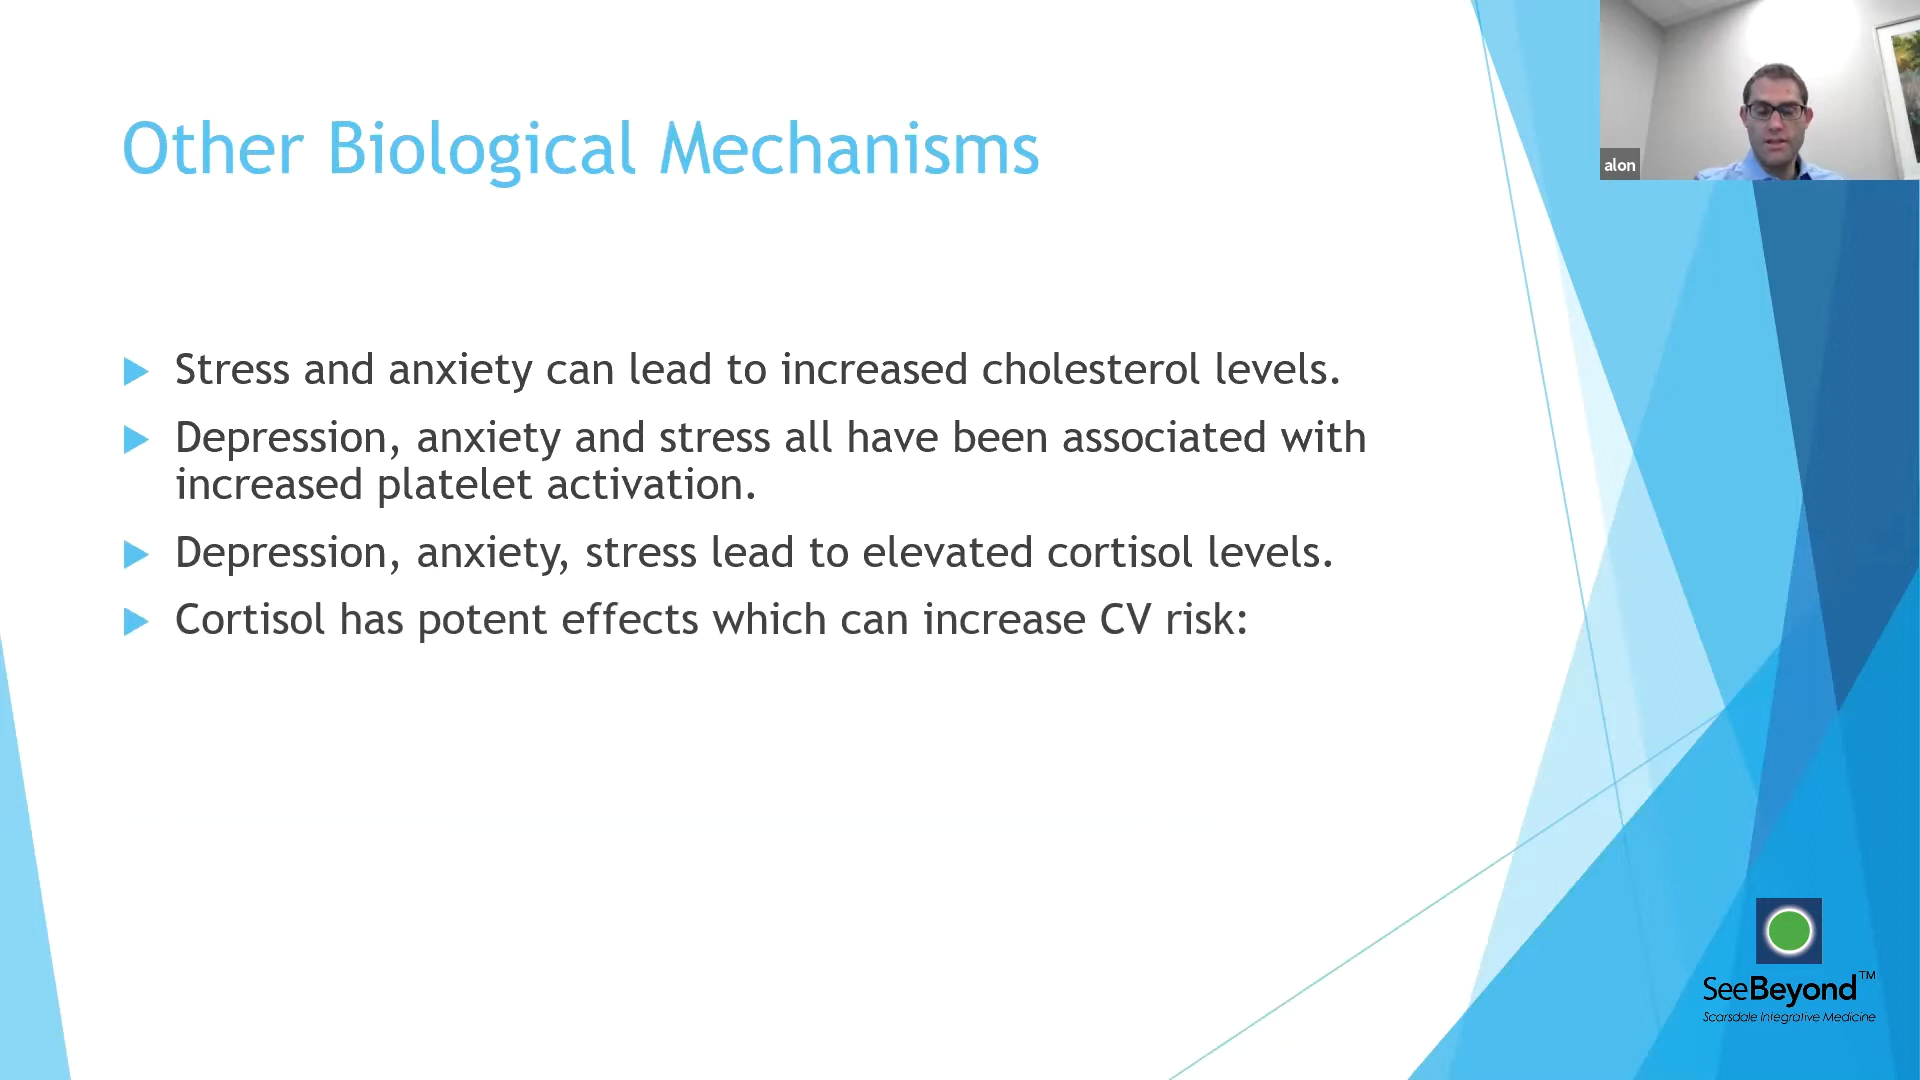 Other Biological Mechanisms
alon
Stress and anxiety can lead to increased cholesterol levels.
Depression, anxiety and stress all have been associated with
increased platelet activation.
Depression, anxiety, stress lead to elevated cortisol levels.
Cortisol has potent effects which can increase CV risk:
SeeBeyond™
Scarsdale Integrative Medicine